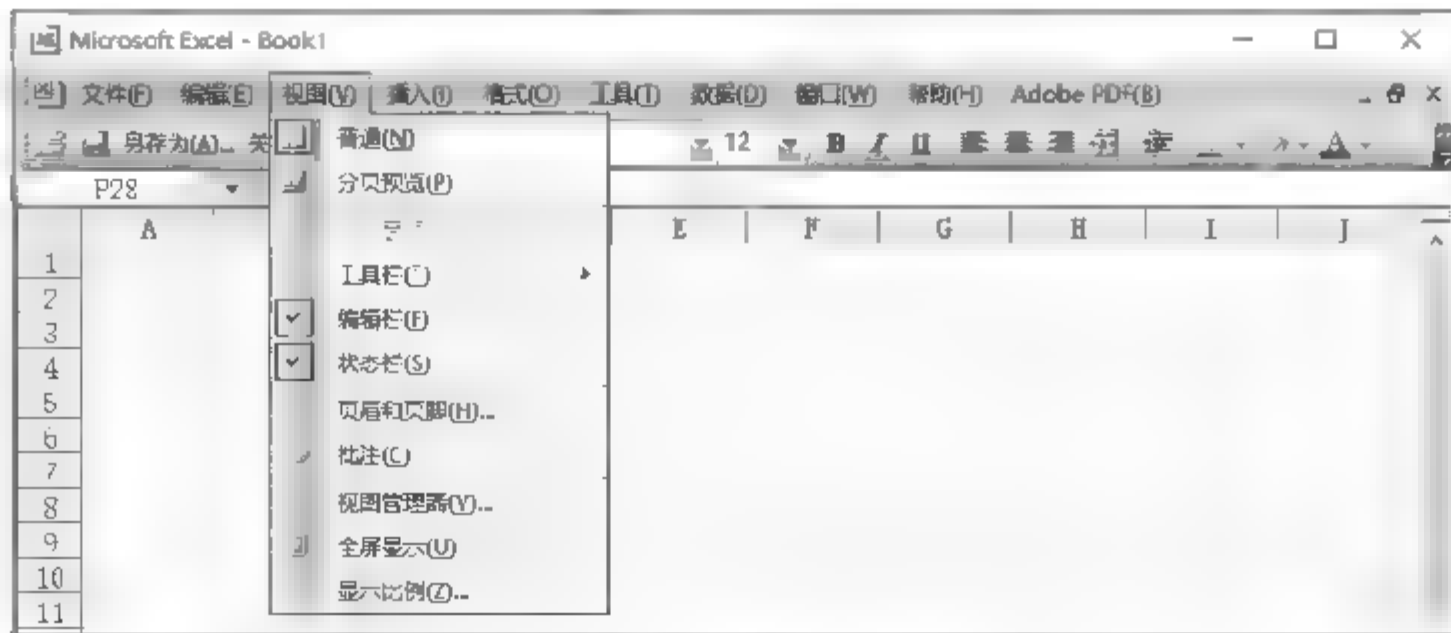 Microsoft Excel - Book1
文件(F) 编辑(E) 视图(V) 插入(I) 格式(O) 工具(T) 数据(D) 窗口(W) 帮助(H) Adobe PDF(B)
另存为(A)... 关 12 B I U A
P28
A E F G H I J
普通(N)
分页预览(P)
工具栏(T)
编辑栏(F)
状态栏(S)
页眉和页脚(H)...
批注(C)
视图管理器(V)...
全屏显示(U)
显示比例(Z)...
1
2
3
4
5
6
7
8
9
10
11